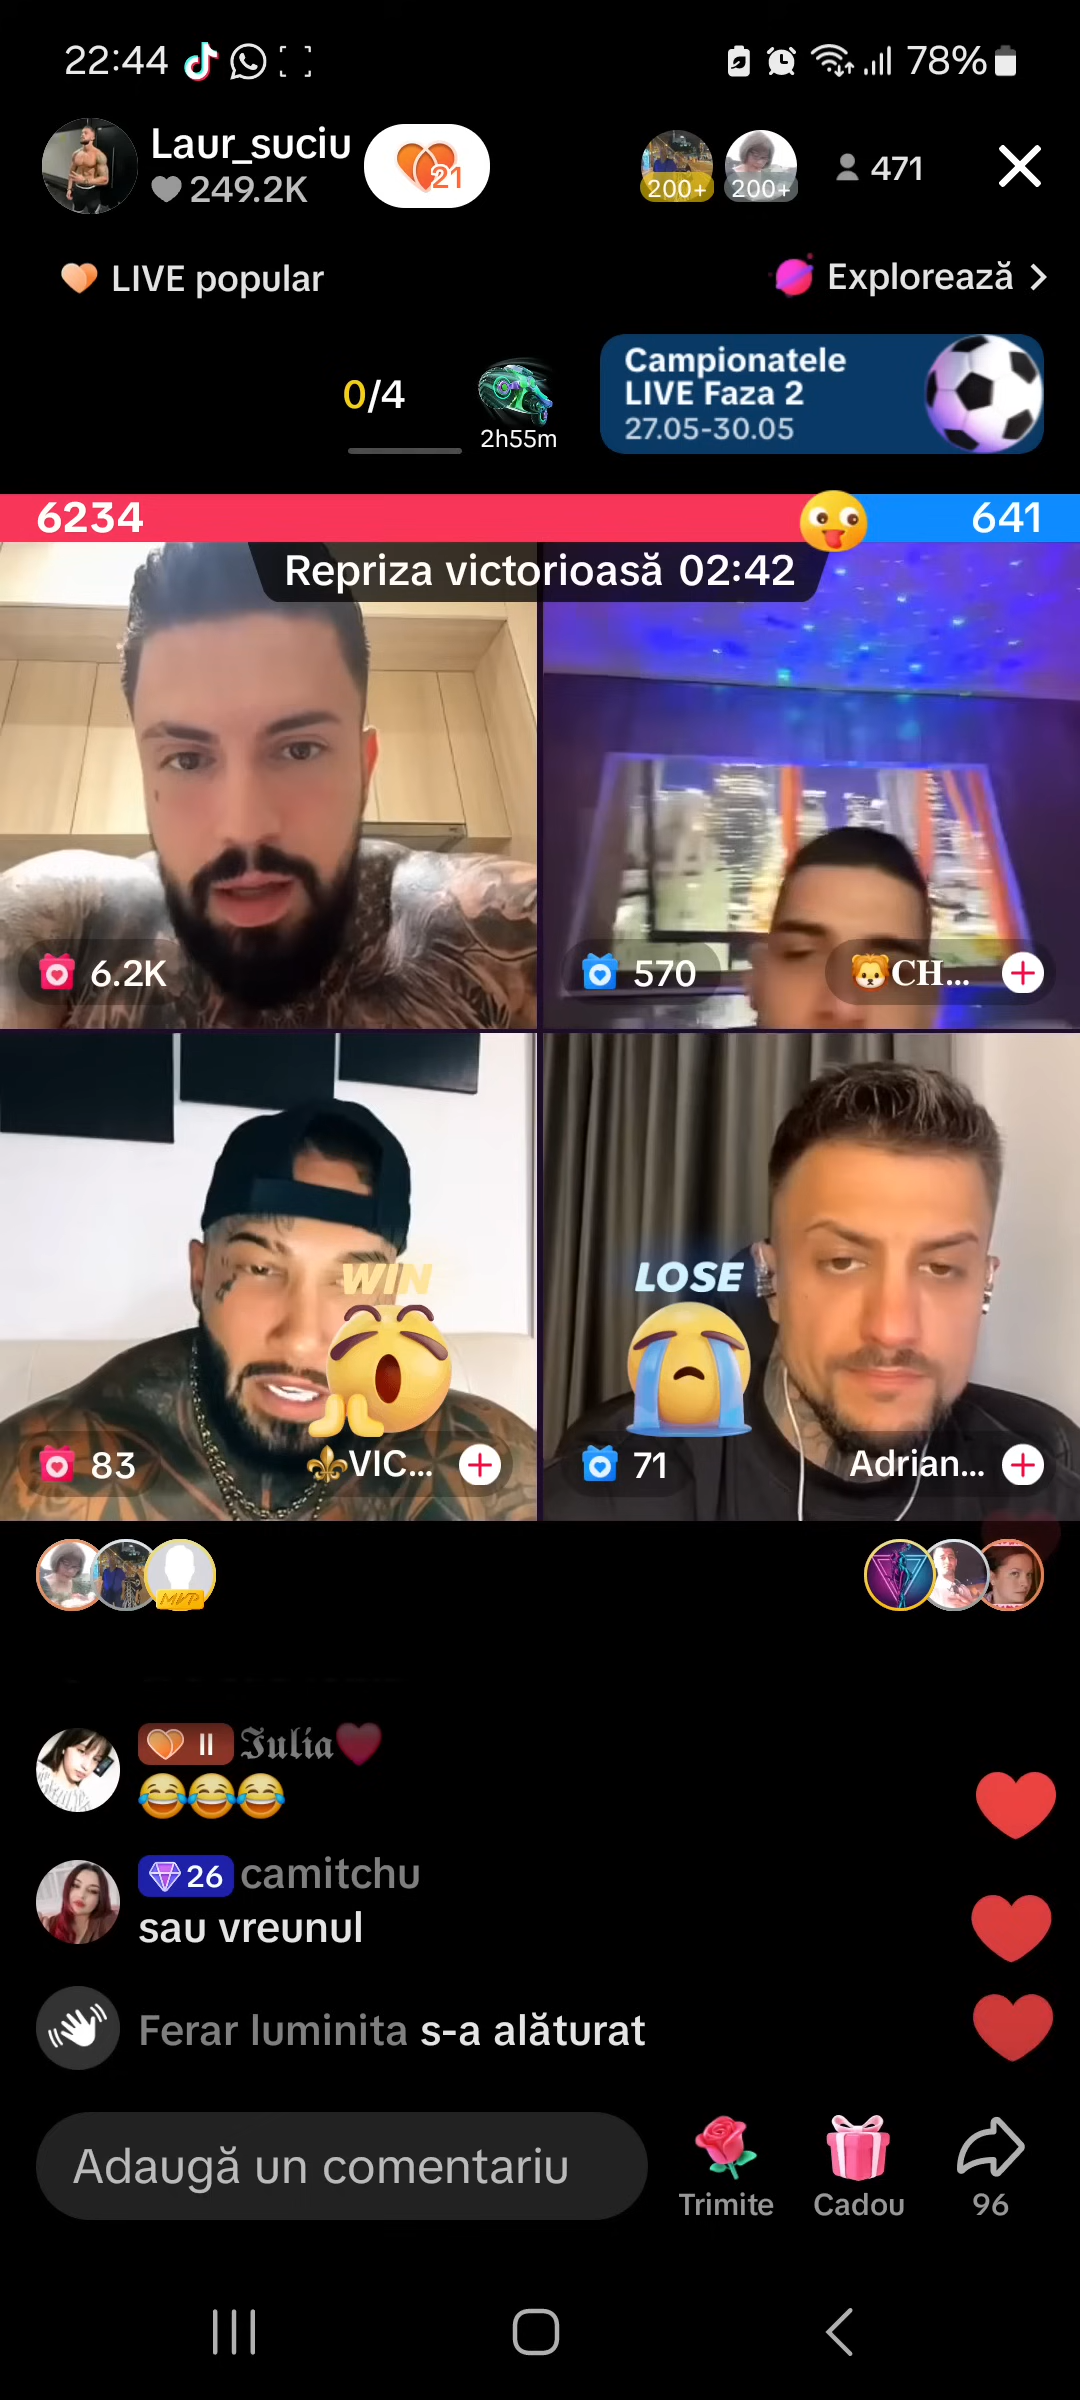 22:44
78%
Laur_suciu
249.2K
21
200+
200+
471
LIVE popular
Explorează
0/4
2h55m
Campionatele
LIVE Faza 2
27.05-30.05
6234
641
Repriza victorioasă 02:42
6.2K
570
🦁CH...
WIN
LOSE
83
⚜VIC...
71
Adrian...
MVP
II
𝕴𝖚𝖑𝖎𝖆❤
😂😂😂
26
camitchu
sau vreunul
Ferar luminita s-a alăturat
Adaugă un comentariu
Trimite
Cadou
96